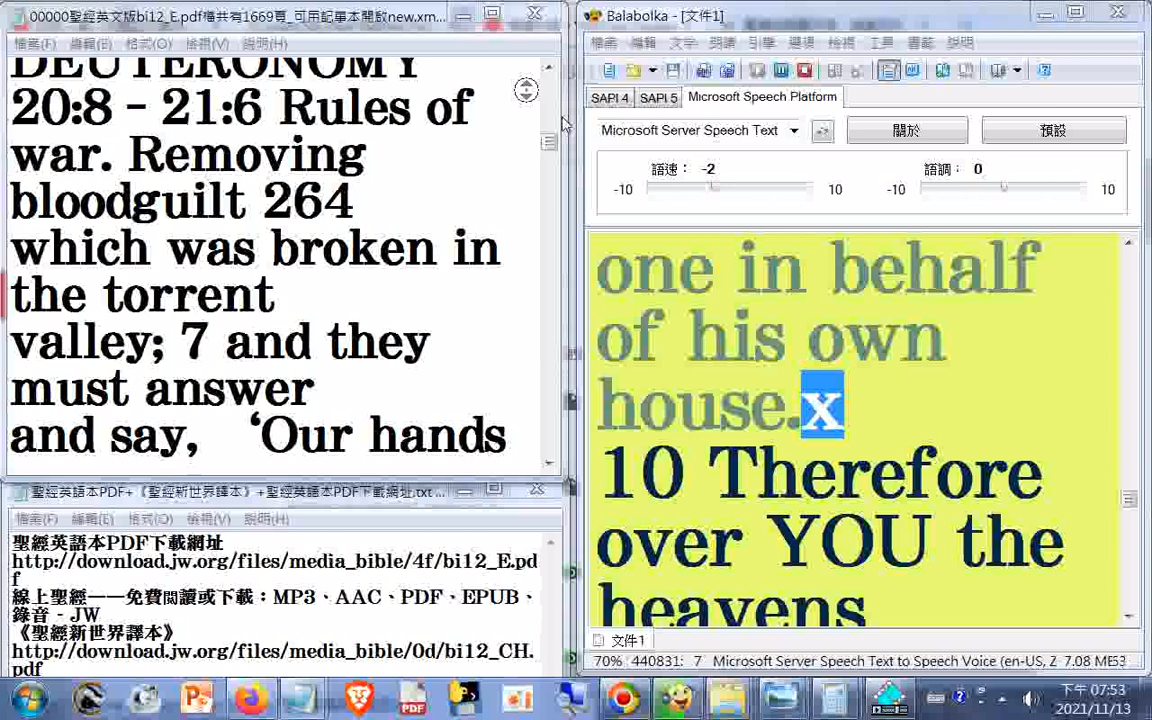 00000聖經英文版bi12_E.pdf檔共有1669頁_可用記事本開啟new.xm...
檔案(F) 編輯(E) 格式(O) 檢視(V) 說明(H)
DEUTERONOMY
20:8 – 21:6 Rules of
war. Removing
bloodguilt 264
which was broken in
the torrent
valley; 7 and they
must answer
and say, ‘Our hands
聖經英語本PDF+《聖經新世界譯本》+聖經英語本PDF下載網址.txt ...
檔案(F) 編輯(E) 格式(O) 檢視(V) 說明(H)
聖經英語本PDF下載網址
http://download.jw.org/files/media_bible/4f/bi12_E.pd
f
線上聖經——免費閱讀或下載：MP3、AAC、PDF、EPUB、
錄音 - JW
《聖經新世界譯本》
http://download.jw.org/files/media_bible/0d/bi12_CH.
pdf
Balabolka - [文件1]
檔案 編輯 文字 朗讀 引擎 選項 檢視 工具 書籤 說明
SAPI 4 SAPI 5 Microsoft Speech Platform
Microsoft Server Speech Text 關於 預設
語速： -2 語調： 0
-10 10 -10 10
one in behalf
of his own
house.x
10 Therefore
over YOU the
heavens
文件1
70% 440831: 7 Microsoft Server Speech Text to Speech Voice (en-US, Z 7.08 ME53
PDF
下午 07:53
2021/11/13